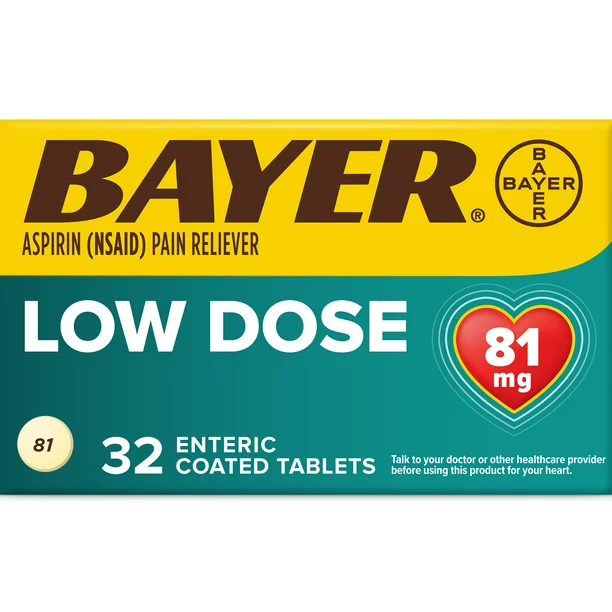 BAYER®
BAYER
BAYER
ASPIRIN (NSAID) PAIN RELIEVER
LOW DOSE
81
mg
81
32 ENTERIC
COATED TABLETS
Talk to your doctor or other healthcare provider
before using this product for your heart.